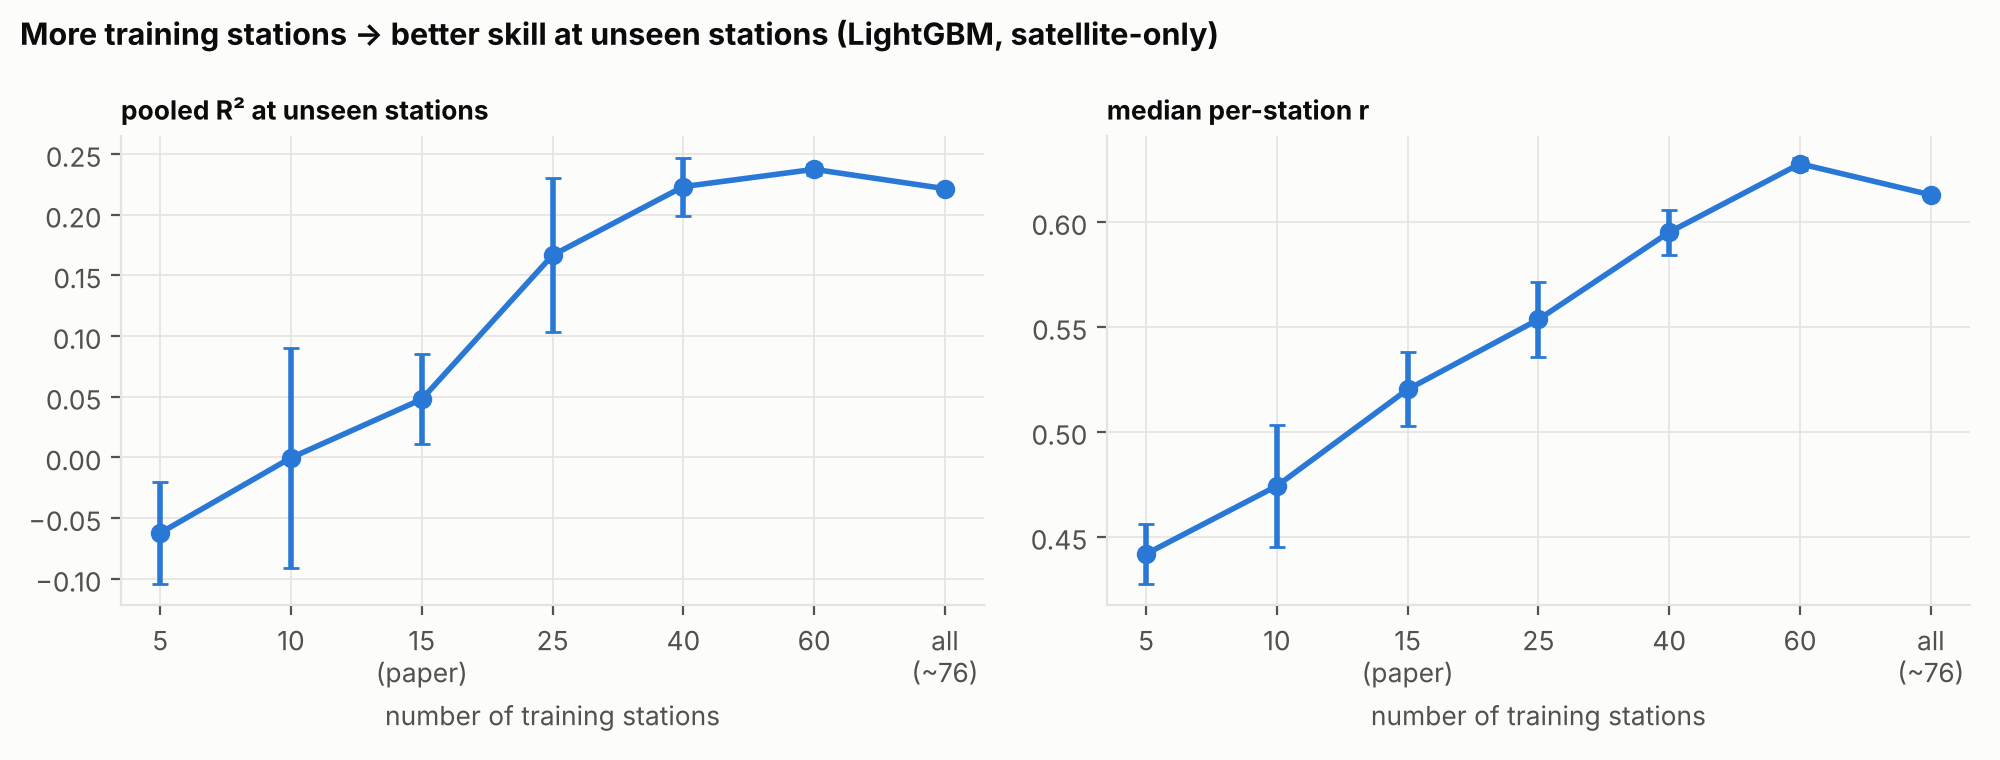 More training stations → better skill at unseen stations (LightGBM, satellite-only)
pooled R² at unseen stations
0.25
0.20
0.15
0.10
0.05
0.00
−0.05
−0.10
5 10 15 25 40 60 all
(paper) (~76)
number of training stations
median per-station r
0.60
0.55
0.50
0.45
5 10 15 25 40 60 all
(paper) (~76)
number of training stations